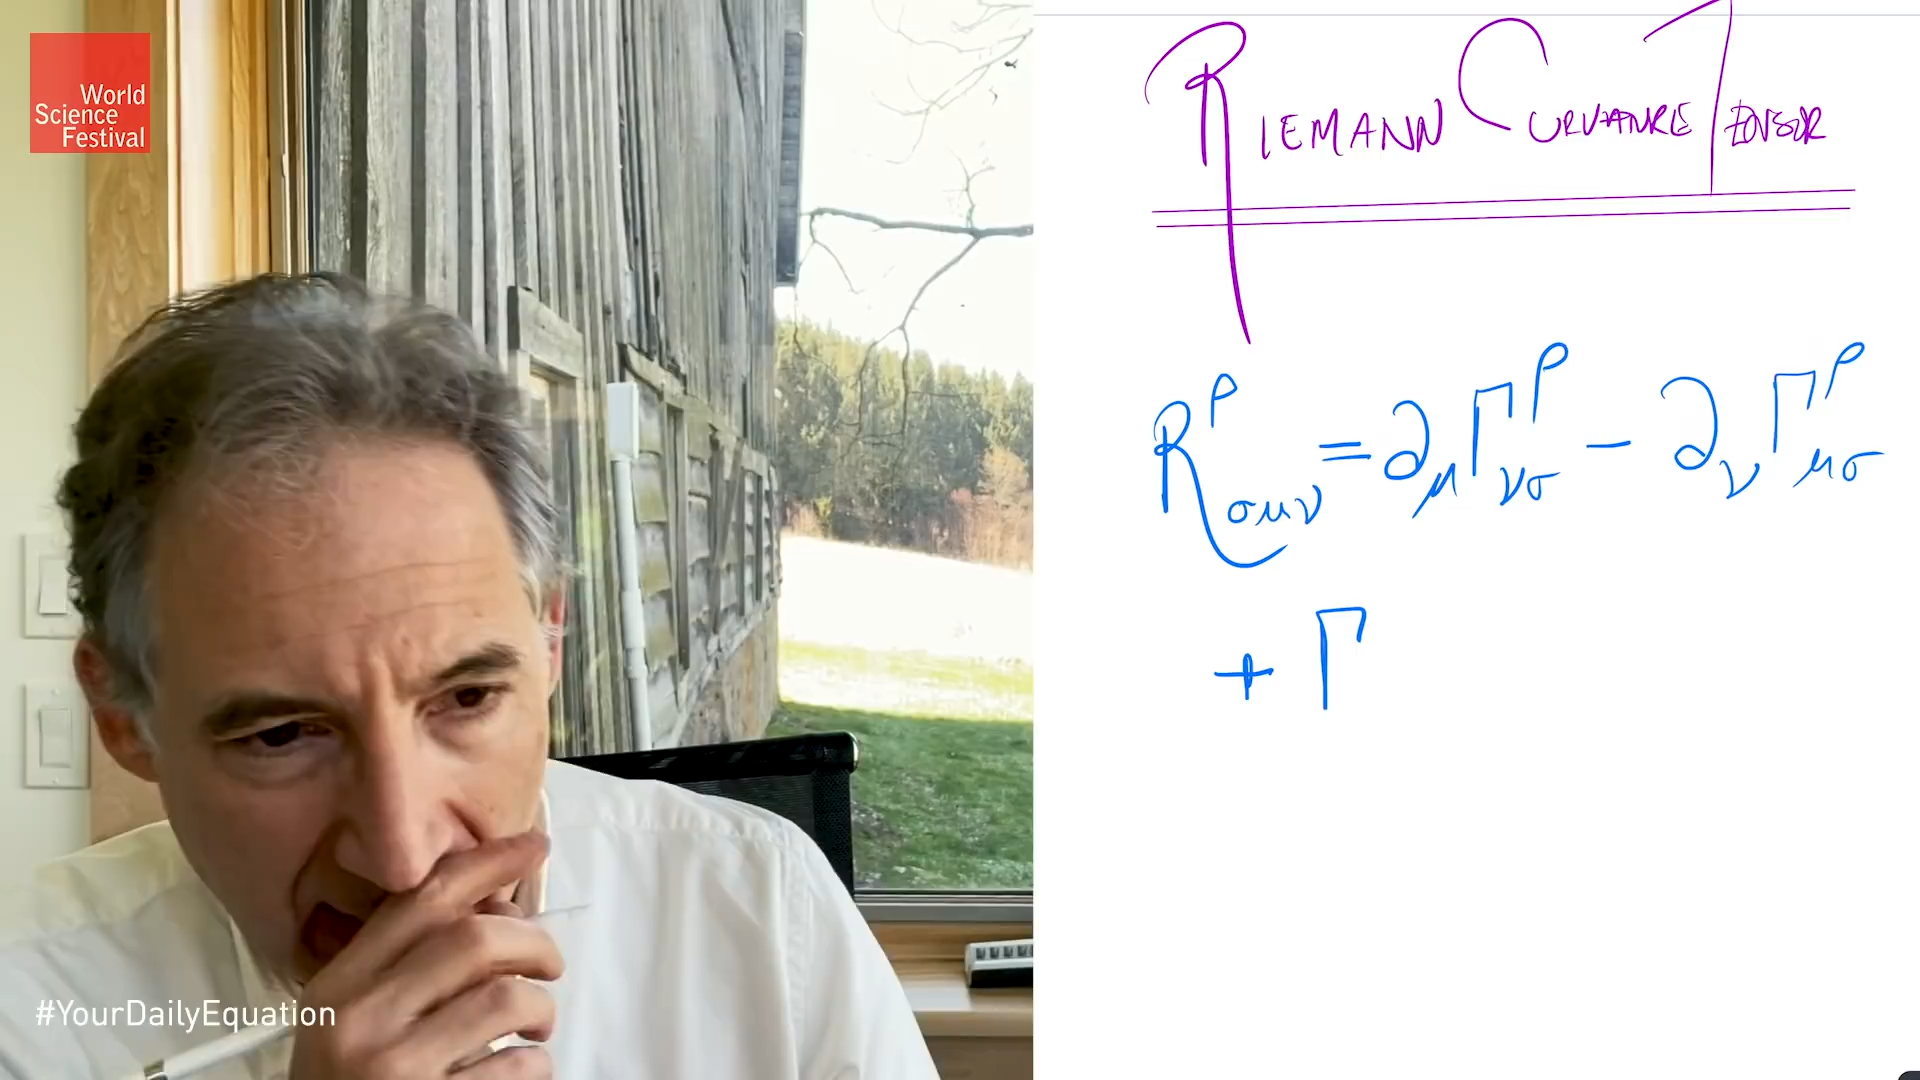 World
Science
Festival
RIEMANN CURVATURE TENSOR
R^ρ_σμν = ∂_μ Γ^ρ_νσ − ∂_ν Γ^ρ_μσ
+ Γ
#YourDailyEquation